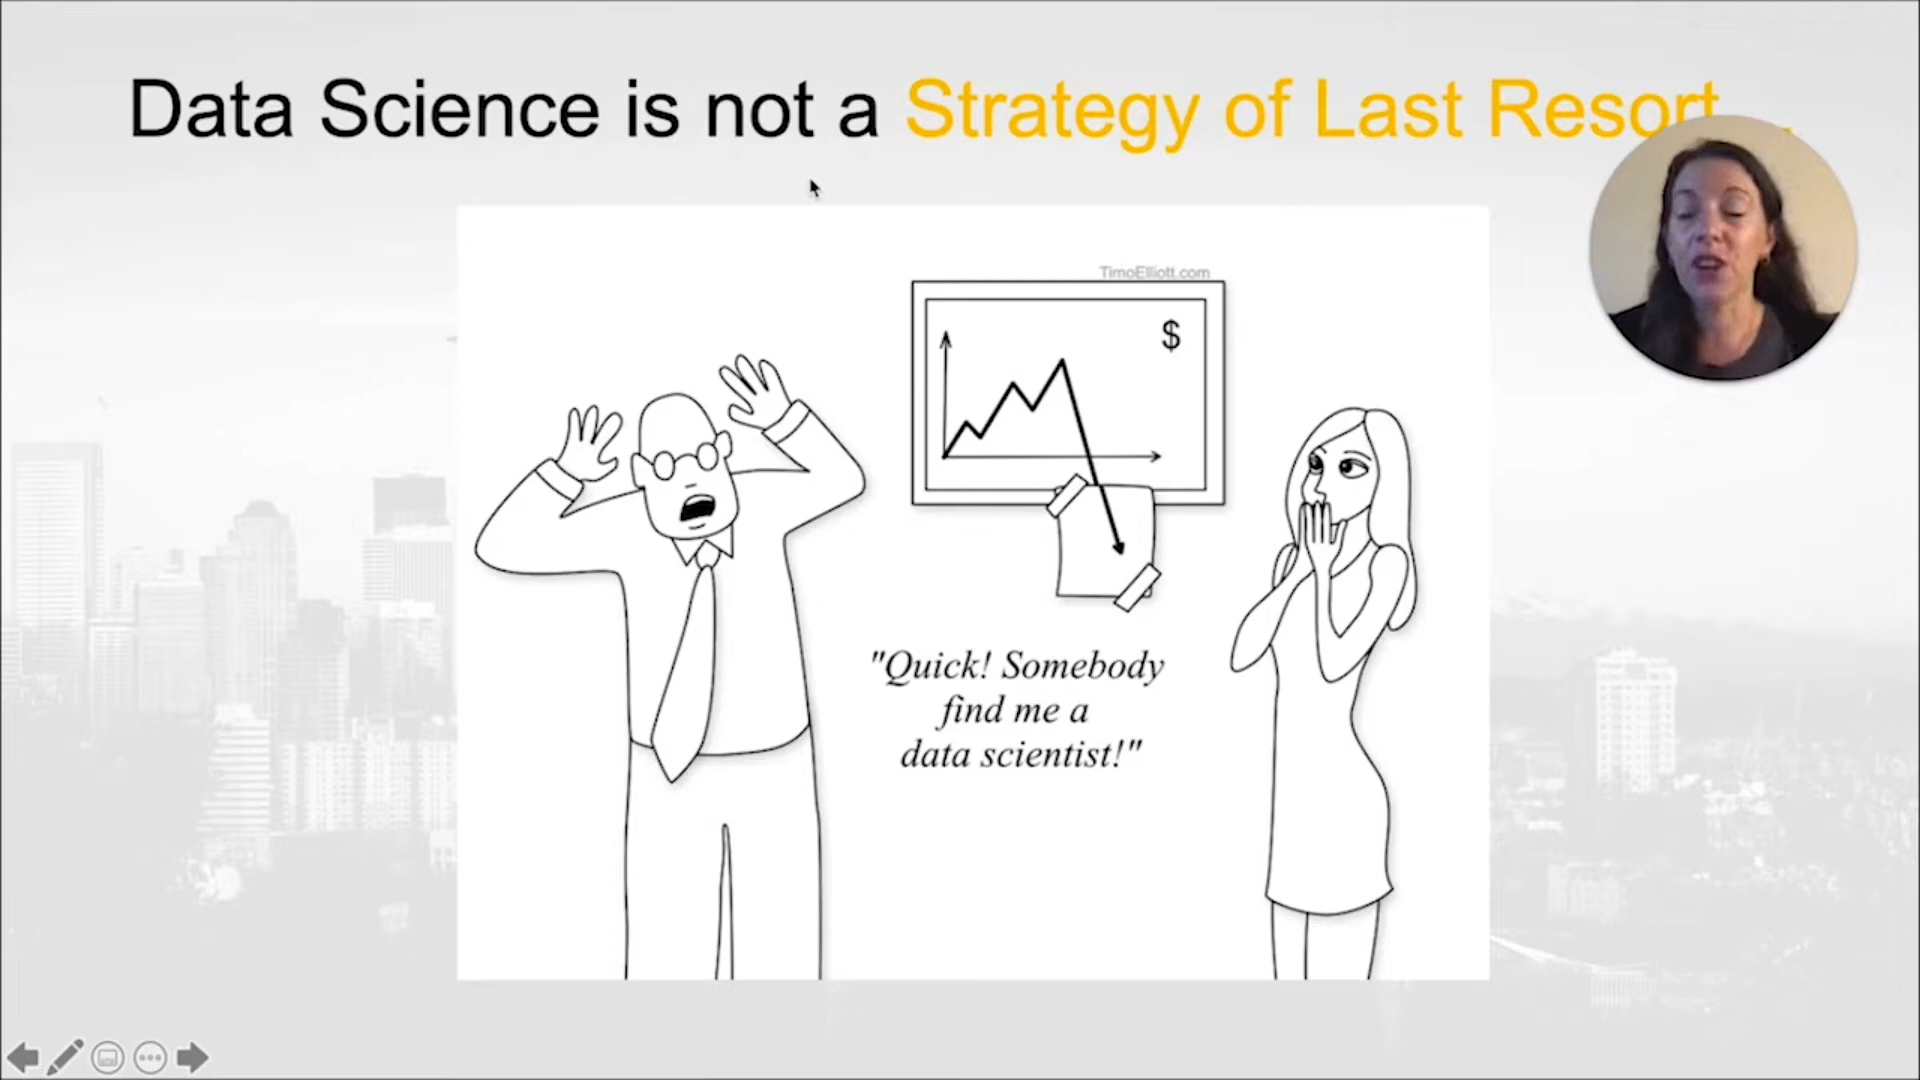 Data Science is not a Strategy of Last Resort...
TimoElliott.com
$
"Quick! Somebody
find me a
data scientist!"